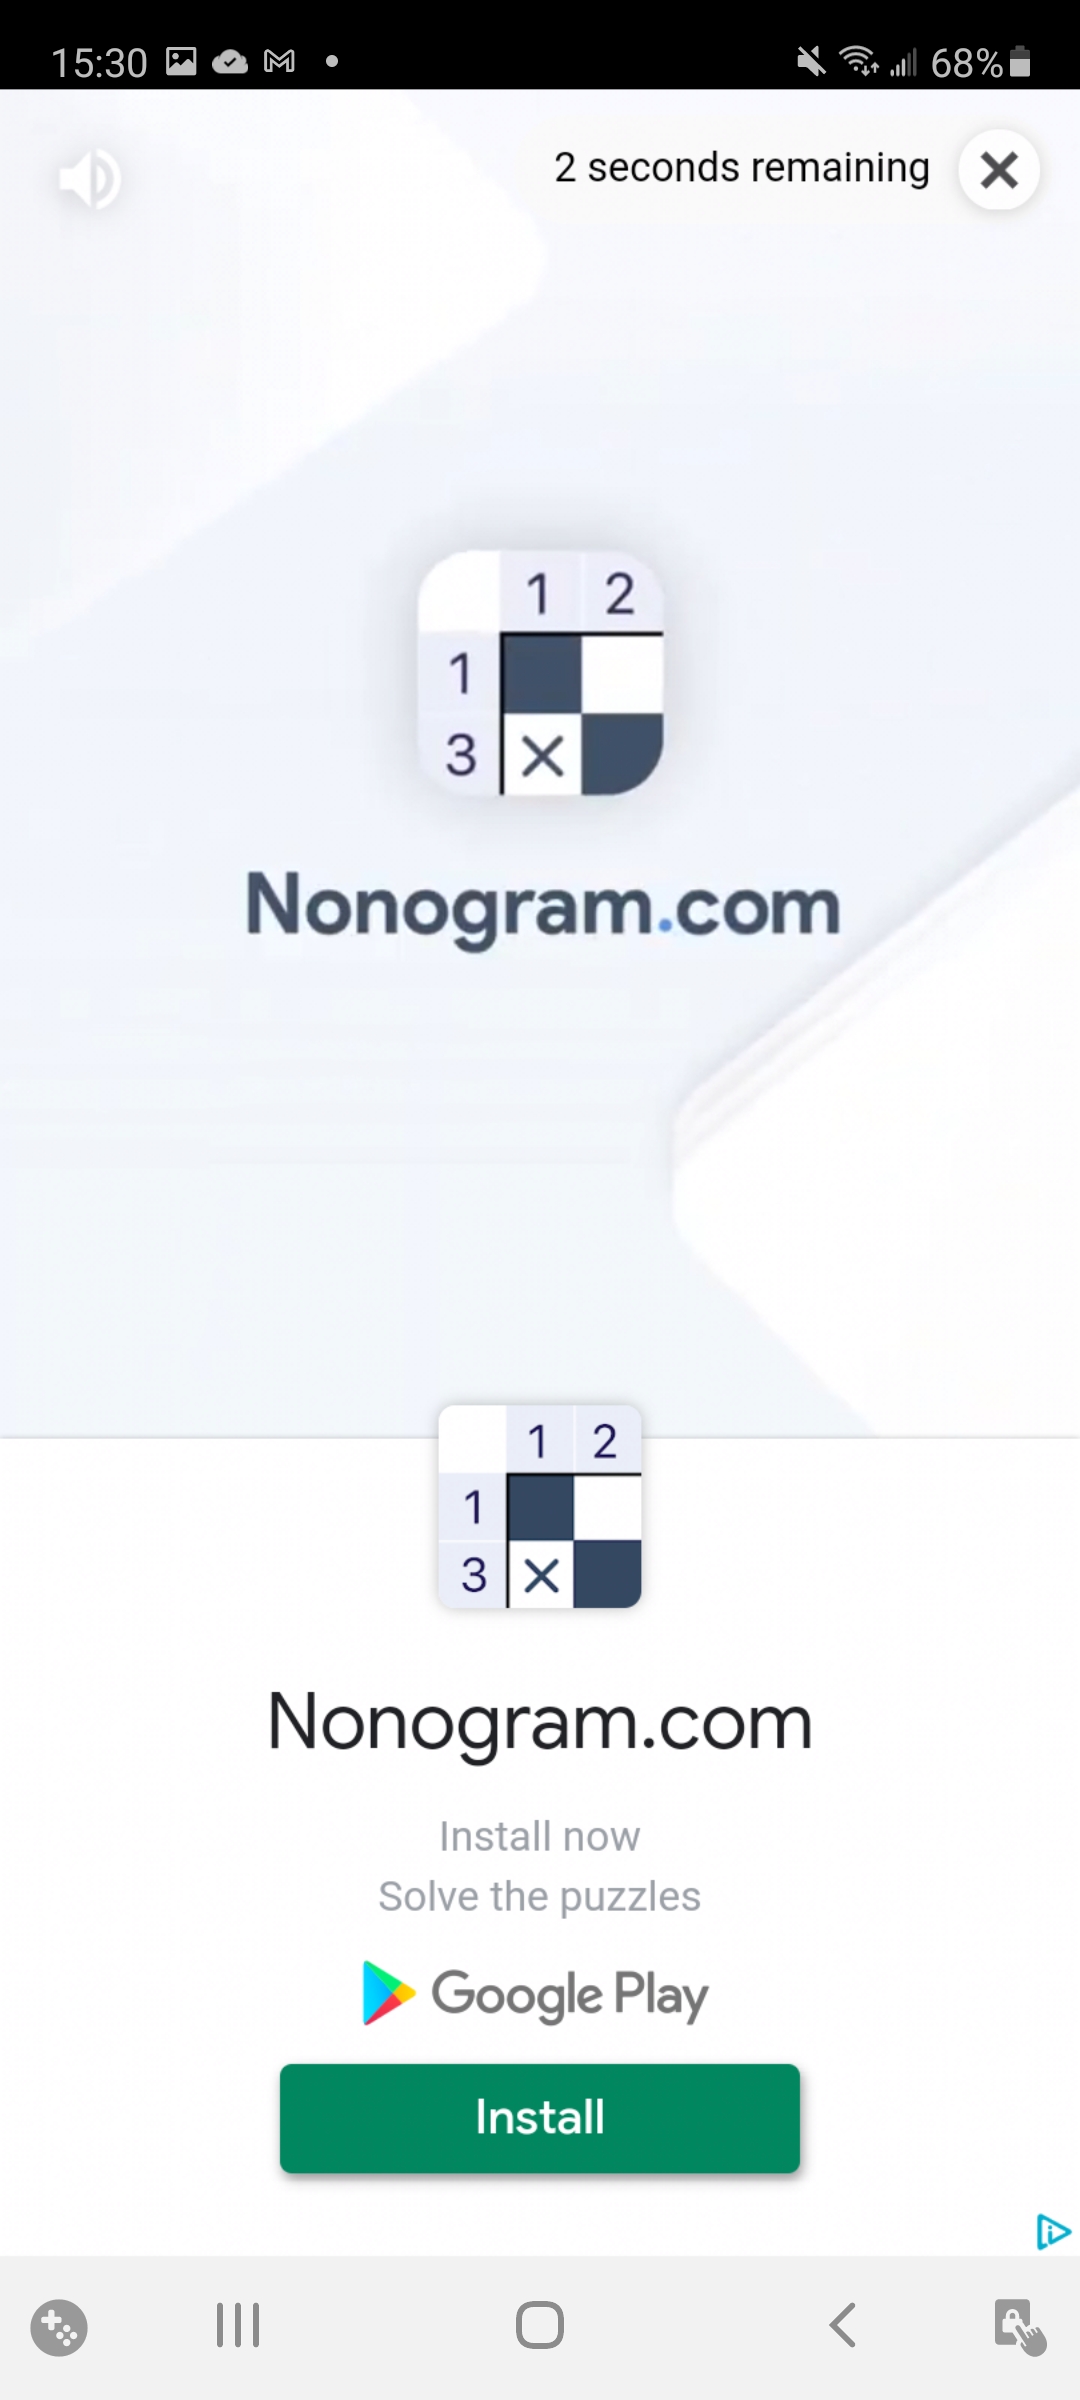 15:30
68%
2 seconds remaining
1 2
1
3
Nonogram.com
1 2
1
3
Nonogram.com
Install now
Solve the puzzles
Google Play
Install